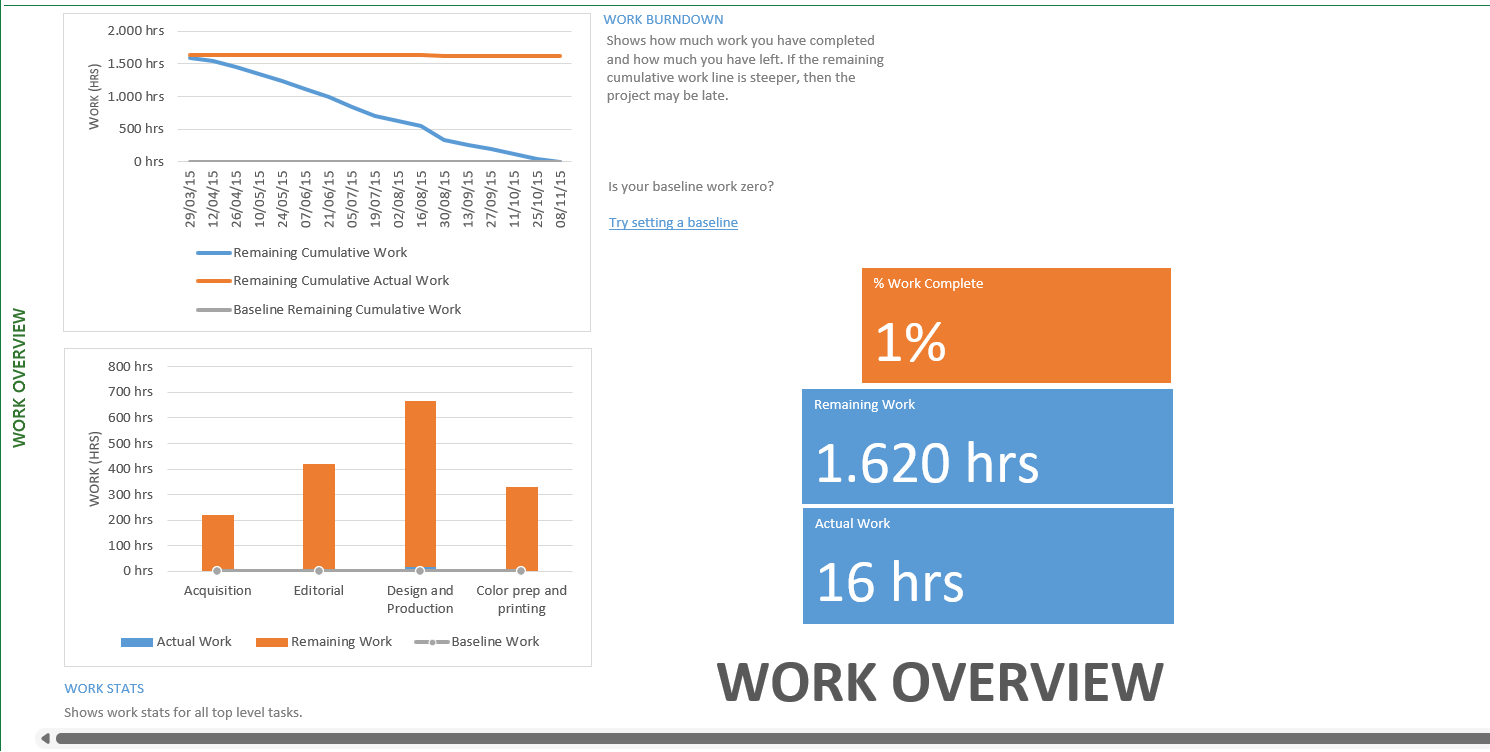 WORK OVERVIEW
2.000 hrs
1.500 hrs
1.000 hrs
500 hrs
0 hrs
WORK (HRS)
29/03/15
12/04/15
26/04/15
10/05/15
24/05/15
07/06/15
21/06/15
05/07/15
19/07/15
02/08/15
16/08/15
30/08/15
13/09/15
27/09/15
11/10/15
25/10/15
08/11/15
Remaining Cumulative Work
Remaining Cumulative Actual Work
Baseline Remaining Cumulative Work
WORK BURNDOWN
Shows how much work you have completed
and how much you have left. If the remaining
cumulative work line is steeper, then the
project may be late.
Is your baseline work zero?
Try setting a baseline
% Work Complete
1%
Remaining Work
1.620 hrs
Actual Work
16 hrs
800 hrs
700 hrs
600 hrs
500 hrs
400 hrs
300 hrs
200 hrs
100 hrs
0 hrs
WORK (HRS)
Acquisition
Editorial
Design and
Production
Color prep and
printing
Actual Work
Remaining Work
Baseline Work
WORK STATS
Shows work stats for all top level tasks.
WORK OVERVIEW